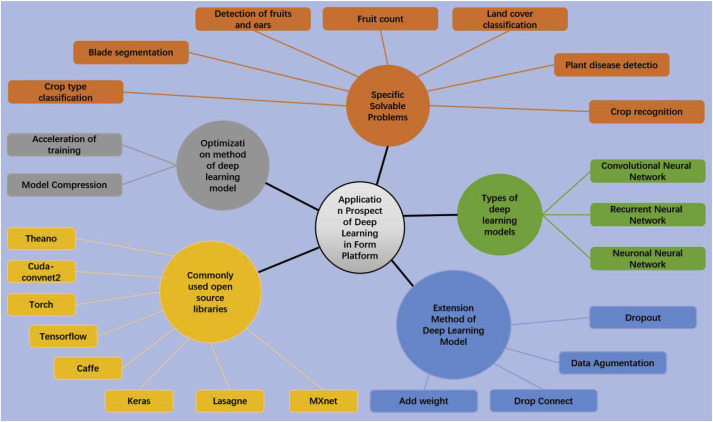 Detection of fruits
and ears
Fruit count
Land cover
classification
Blade segmentation
Plant disease detectio
Crop type
classification
Specific
Solvable
Problems
Crop recognition
Acceleration of
training
Model Compression
Optimizati
on method
of deep
learning
model
Applicatio
n Prospect
of Deep
Learning
in Form
Platform
Types of
deep
learning
models
Convolutional Neural
Network
Recurrent Neural
Network
Neuronal Neural
Network
Theano
Cuda-
convnet2
Torch
Tensorflow
Caffe
Keras
Lasagne
MXnet
Commonly
used open
source
libraries
Extension
Method of
Deep Learning
Model
Dropout
Data Agumentation
Drop Connect
Add weight